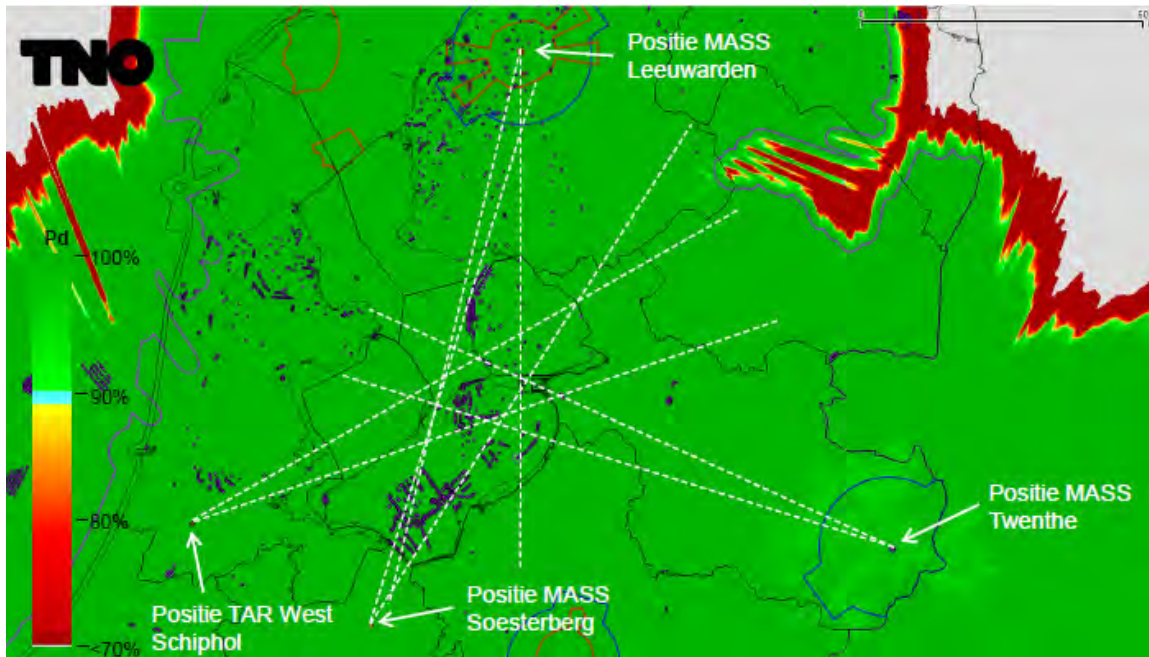 TNO
0
60
Positie MASS
Leeuwarden
Pd
100%
90%
80%
<70%
Positie MASS
Twenthe
Positie TAR West
Schiphol
Positie MASS
Soesterberg